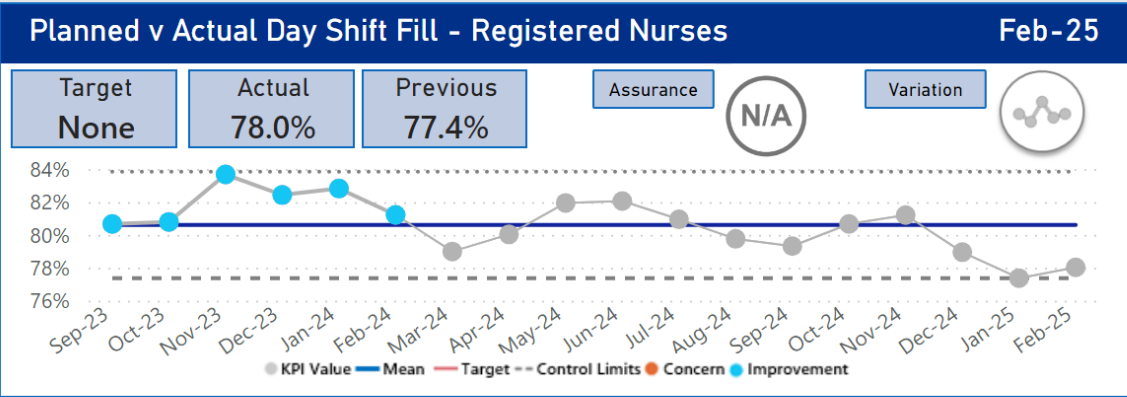 Planned v Actual Day Shift Fill - Registered Nurses Feb-25
Target Actual Previous Assurance Variation
None 78.0% 77.4% N/A
84%
82%
80%
78%
76%
Sep-23 Oct-23 Nov-23 Dec-23 Jan-24 Feb-24 Mar-24 Apr-24 May-24 Jun-24 Jul-24 Aug-24 Sep-24 Oct-24 Nov-24 Dec-24 Jan-25 Feb-25
KPI Value Mean Target Control Limits Concern Improvement